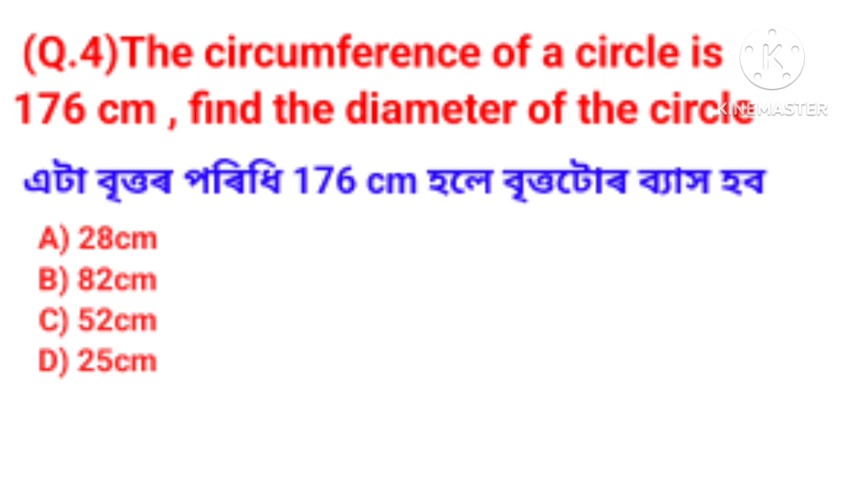 (Q.4)The circumference of a circle is
176 cm , find the diameter of the circle
এটা বৃত্তৰ পৰিধি 176 cm হলে বৃত্তটোৰ ব্যাস হব
A) 28cm
B) 82cm
C) 52cm
D) 25cm
K
KINEMASTER